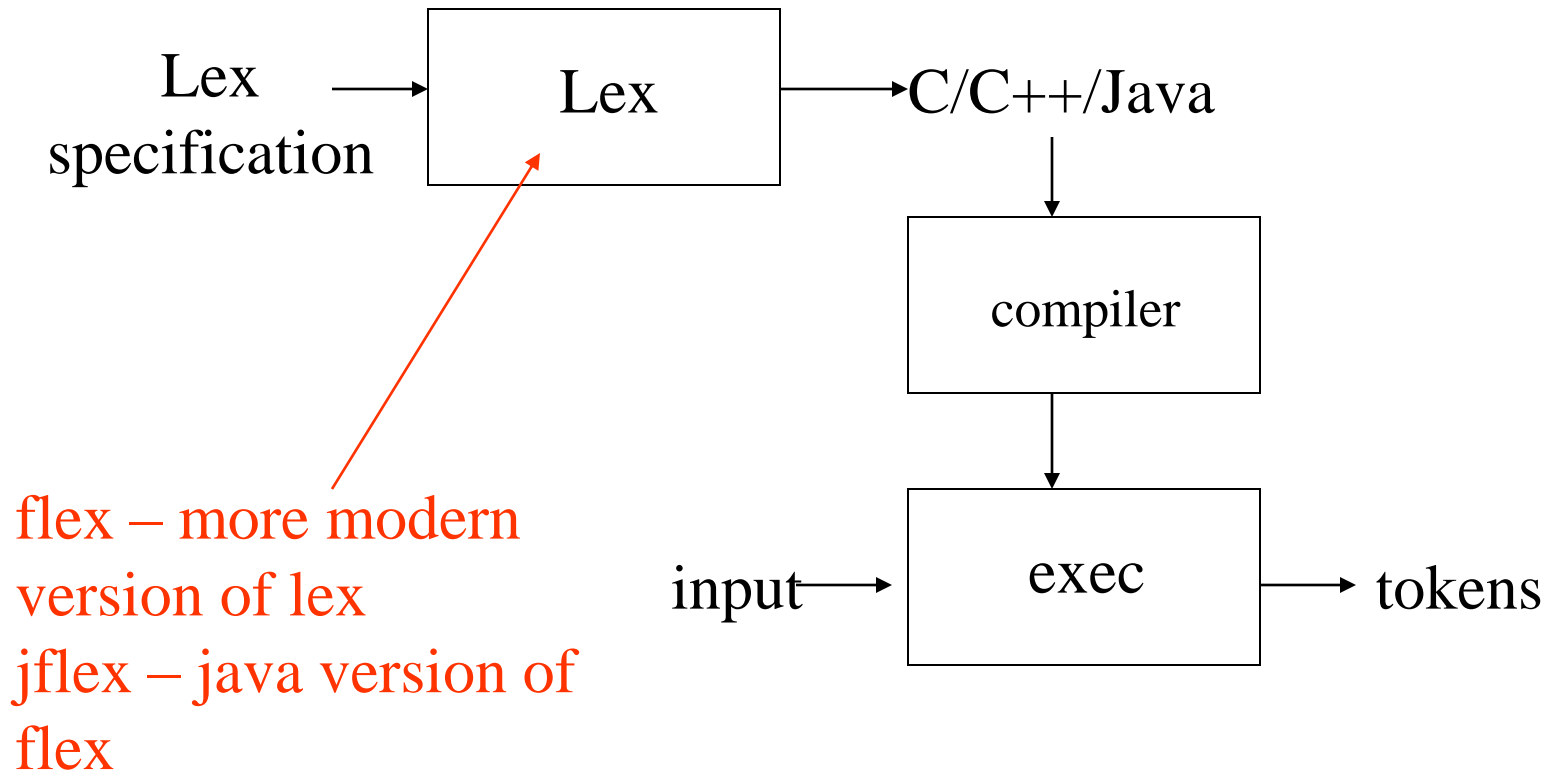 Lex
specification
Lex
C/C++/Java
compiler
flex – more modern
version of lex
jflex – java version of
flex
input
exec
tokens